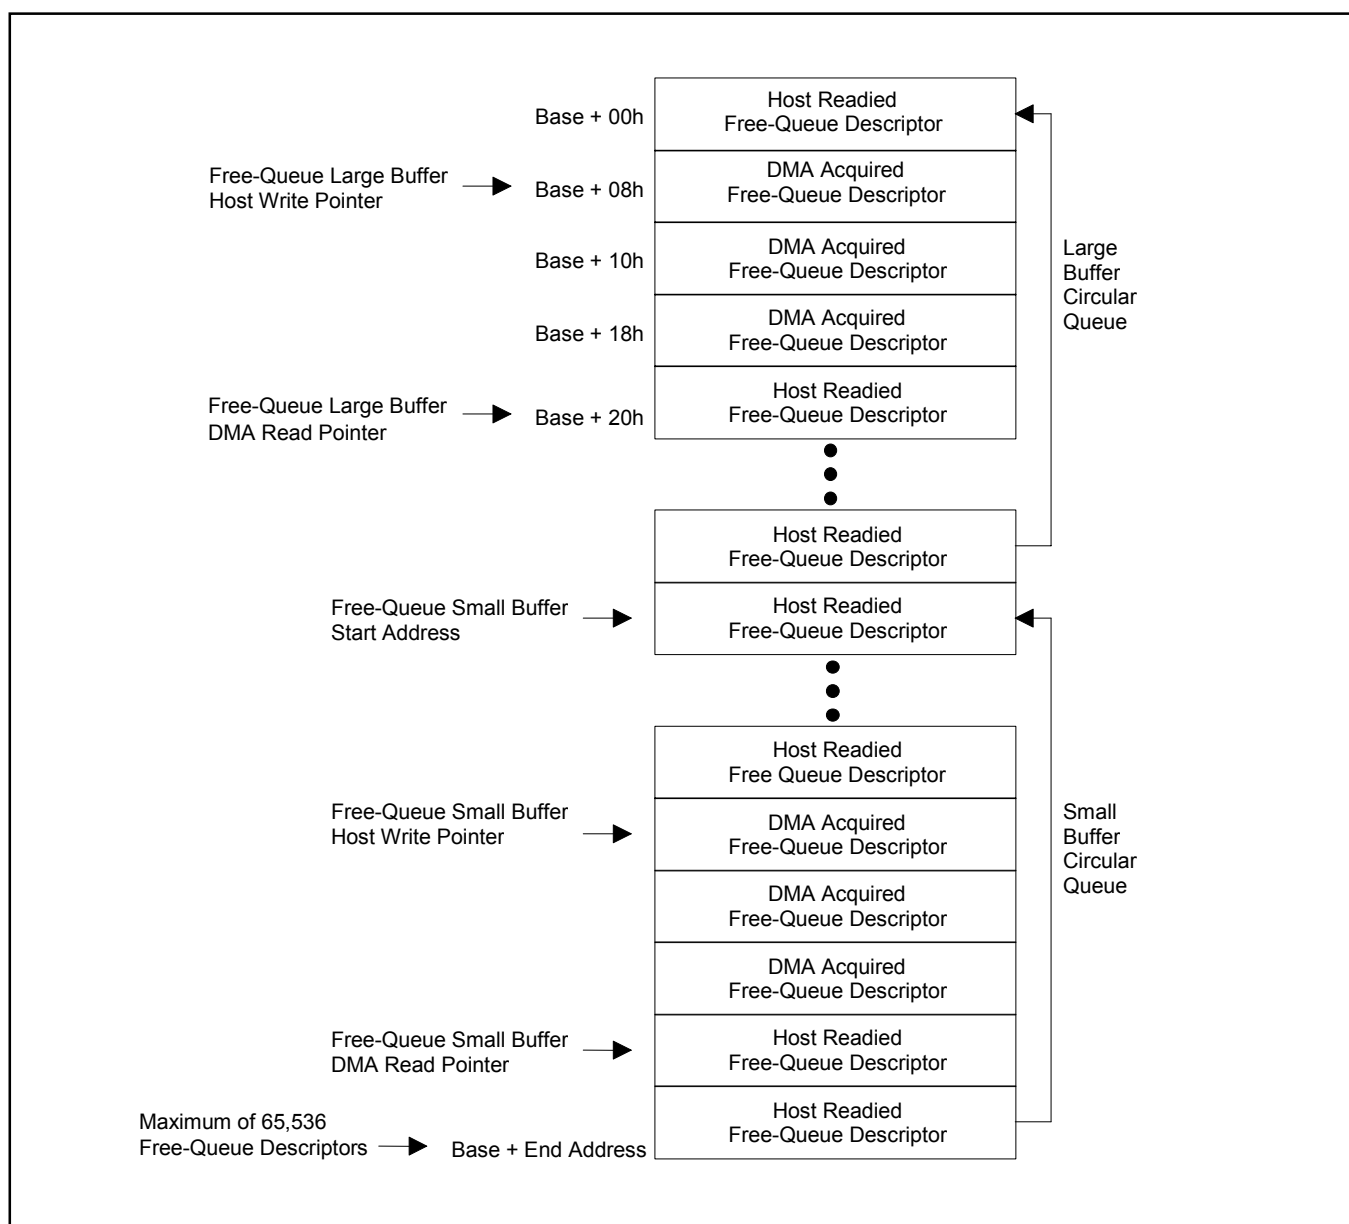 Base + 00h
Host Readied
Free-Queue Descriptor
Free-Queue Large Buffer
Host Write Pointer
Base + 08h
DMA Acquired
Free-Queue Descriptor
Base + 10h
DMA Acquired
Free-Queue Descriptor
Large
Buffer
Circular
Queue
Base + 18h
DMA Acquired
Free-Queue Descriptor
Free-Queue Large Buffer
DMA Read Pointer
Base + 20h
Host Readied
Free-Queue Descriptor
Host Readied
Free-Queue Descriptor
Free-Queue Small Buffer
Start Address
Host Readied
Free-Queue Descriptor
Host Readied
Free Queue Descriptor
Free-Queue Small Buffer
Host Write Pointer
DMA Acquired
Free-Queue Descriptor
Small
Buffer
Circular
Queue
DMA Acquired
Free-Queue Descriptor
DMA Acquired
Free-Queue Descriptor
Free-Queue Small Buffer
DMA Read Pointer
Host Readied
Free-Queue Descriptor
Maximum of 65,536
Free-Queue Descriptors
Base + End Address
Host Readied
Free-Queue Descriptor